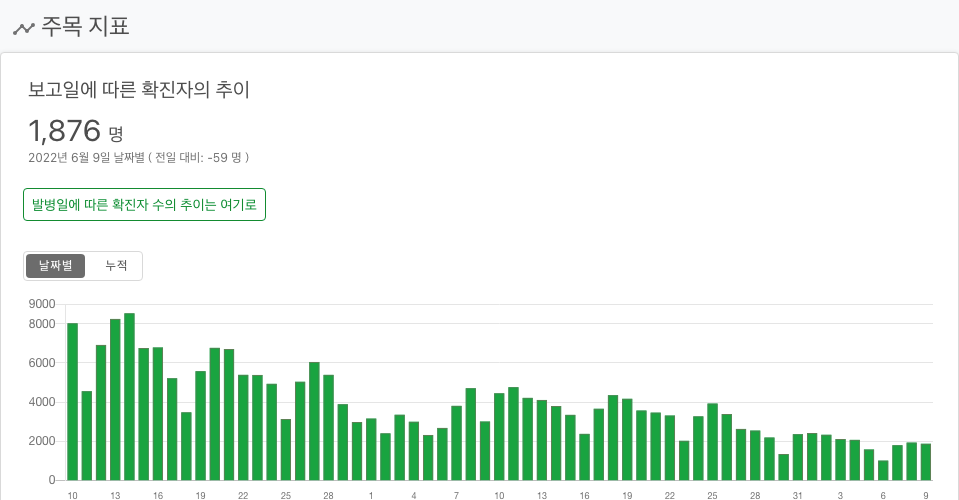 주목 지표
보고일에 따른 확진자의 추이
1,876 명
2022년 6월 9일 날짜별 ( 전일 대비: -59 명 )
발병일에 따른 확진자 수의 추이는 여기로
날짜별 누적
9000
8000
6000
4000
2000
0
10 13 16 19 22 25 28 1 4 7 10 13 16 19 22 25 28 31 3 6 9